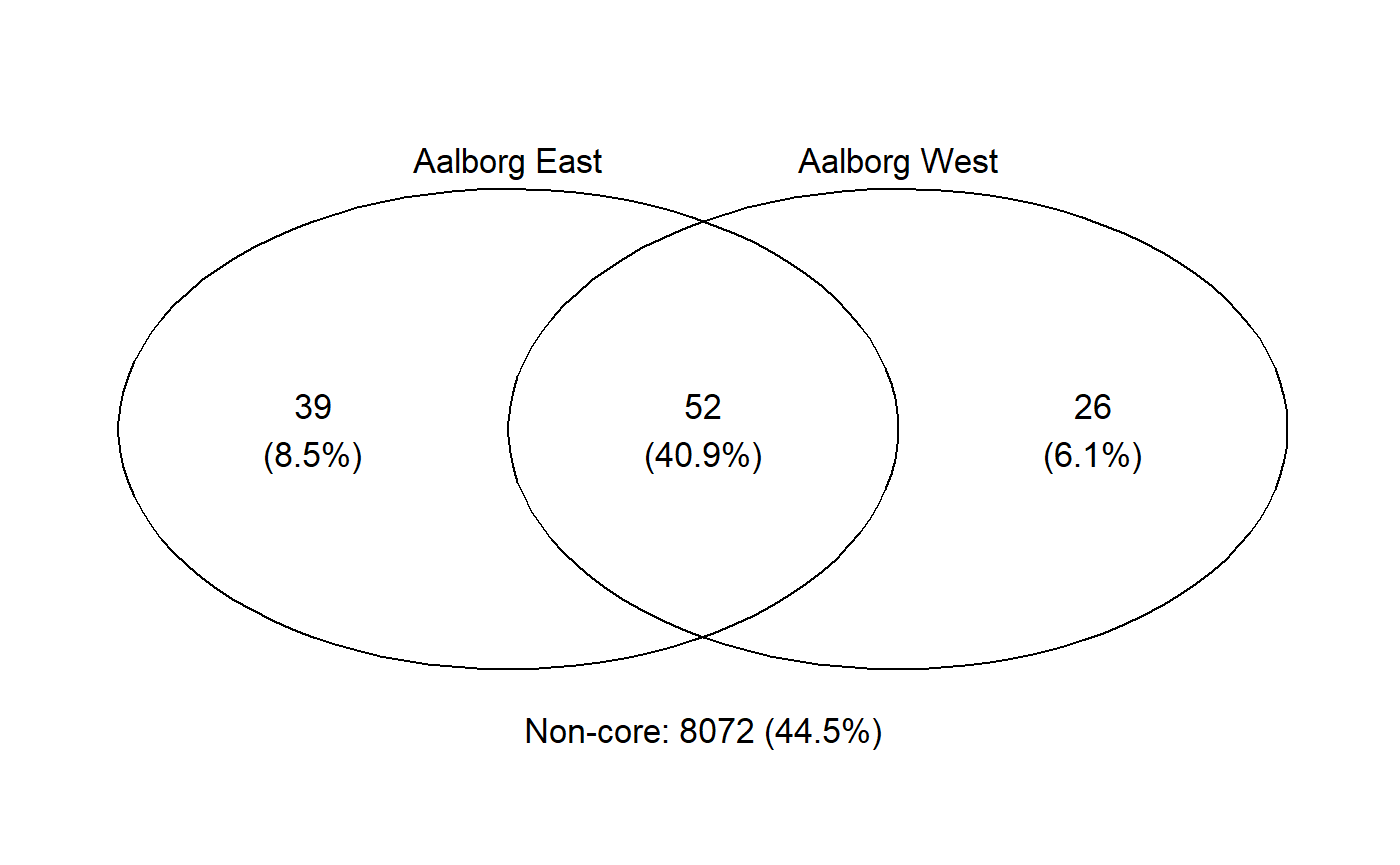 Aalborg East
Aalborg West
39
(8.5%)
52
(40.9%)
26
(6.1%)
Non-core: 8072 (44.5%)